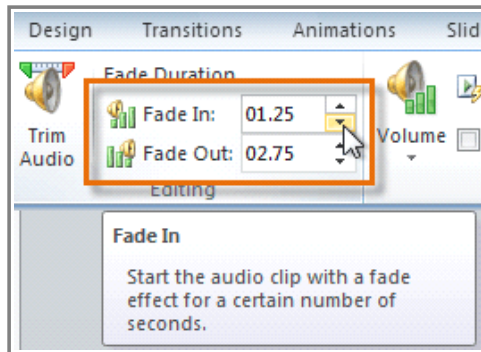 Design Transitions Animations Slid
Fade Duration
Fade In: 01.25
Trim Audio
Fade Out: 02.75
Volume
Editing
Fade In
Start the audio clip with a fade
effect for a certain number of
seconds.